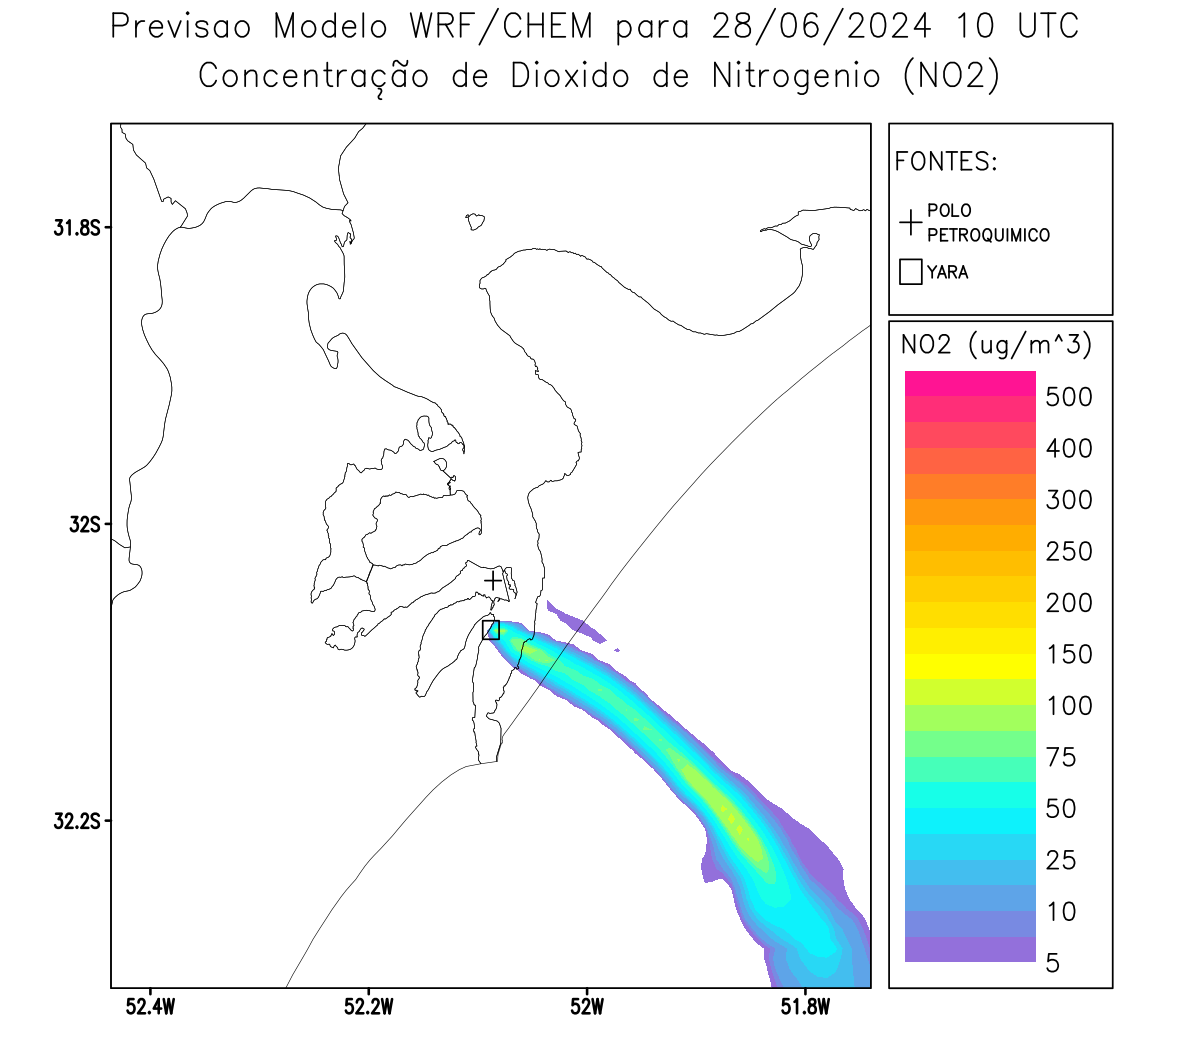 Previsao Modelo WRF/CHEM para 28/06/2024 10 UTC
Concentração de Dioxido de Nitrogenio (NO2)
FONTES:
POLO
PETROQUIMICO
YARA
NO2 (ug/m^3)
500
400
300
250
200
150
100
75
50
25
10
5
31.8S
32S
32.2S
52.4W
52.2W
52W
51.8W